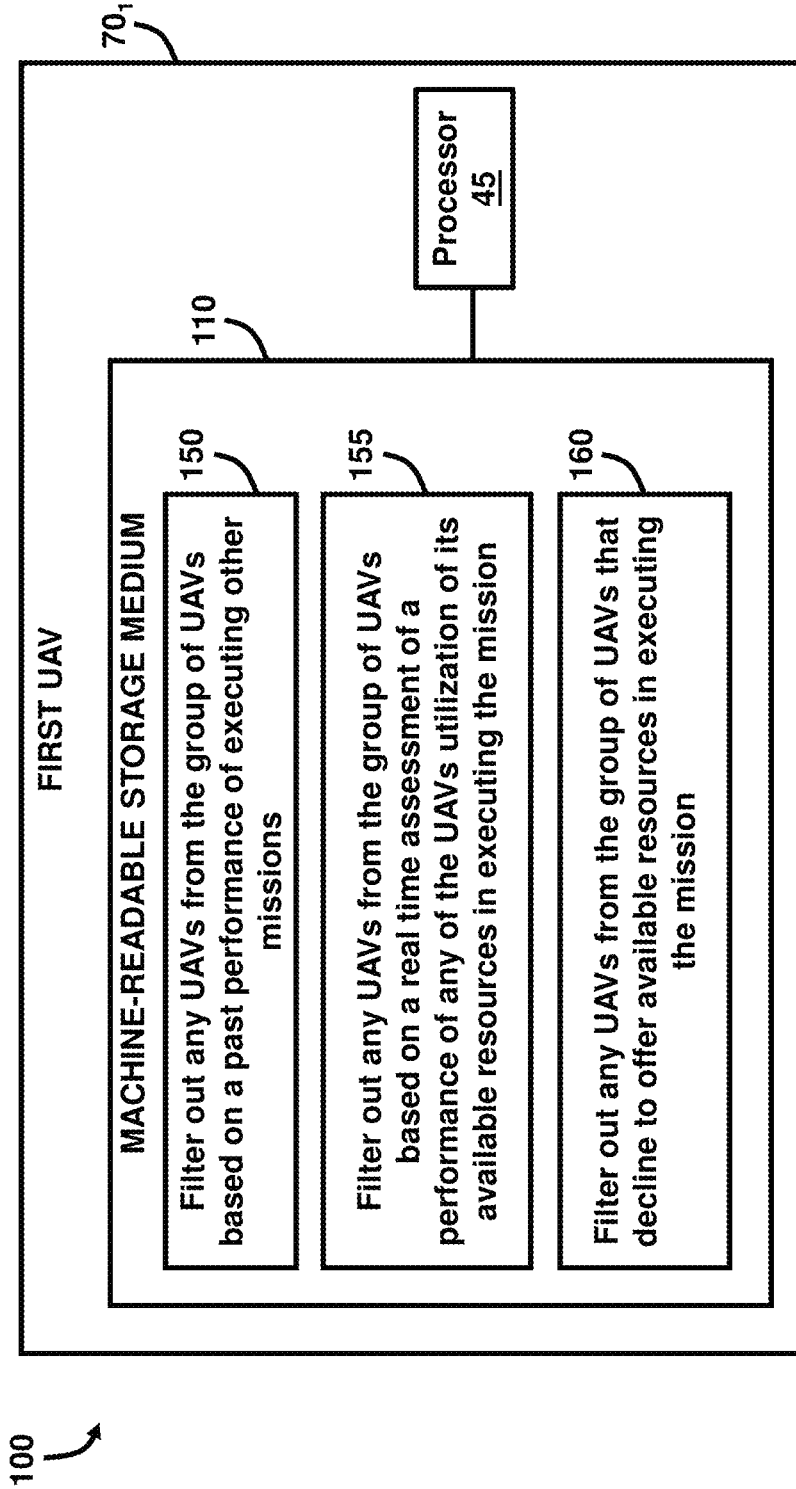 100
70₁
FIRST UAV
110
MACHINE-READABLE STORAGE MEDIUM
150
Filter out any UAVs from the group of UAVs
based on a past performance of executing other
missions
155
Filter out any UAVs from the group of UAVs
based on a real time assessment of a
performance of any of the UAVs utilization of its
available resources in executing the mission
160
Filter out any UAVs from the group of UAVs that
decline to offer available resources in executing
the mission
Processor
45